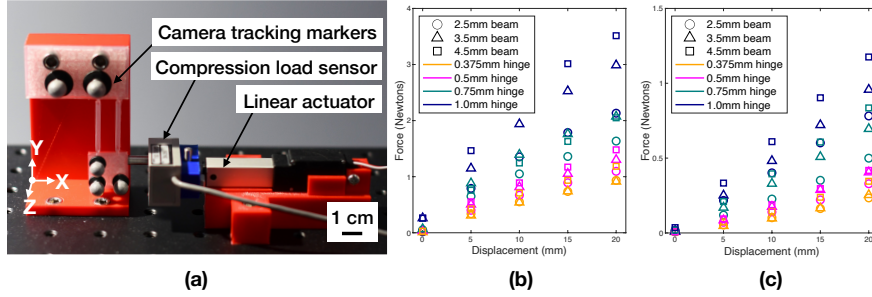 Camera tracking markers
Compression load sensor
Linear actuator
Y
X
Z
1 cm
(a)
4
3
2
1
0
Force (Newtons)
2.5mm beam
3.5mm beam
4.5mm beam
0.375mm hinge
0.5mm hinge
0.75mm hinge
1.0mm hinge
0 5 10 15 20
Displacement (mm)
(b)
1.5
1
0.5
0
Force (Newtons)
2.5mm beam
3.5mm beam
4.5mm beam
0.375mm hinge
0.5mm hinge
0.75mm hinge
1.0mm hinge
0 5 10 15 20
Displacement (mm)
(c)